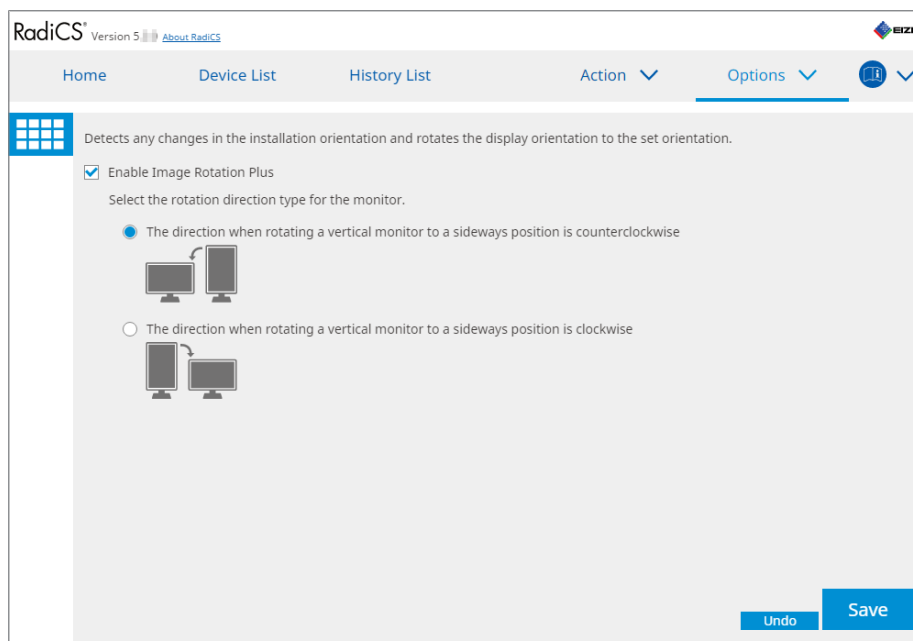 RadiCS® Version 5. About RadiCS
EIZ
Home Device List History List Action Options
Detects any changes in the installation orientation and rotates the display orientation to the set orientation.
Enable Image Rotation Plus
Select the rotation direction type for the monitor.
The direction when rotating a vertical monitor to a sideways position is counterclockwise
The direction when rotating a vertical monitor to a sideways position is clockwise
Undo
Save